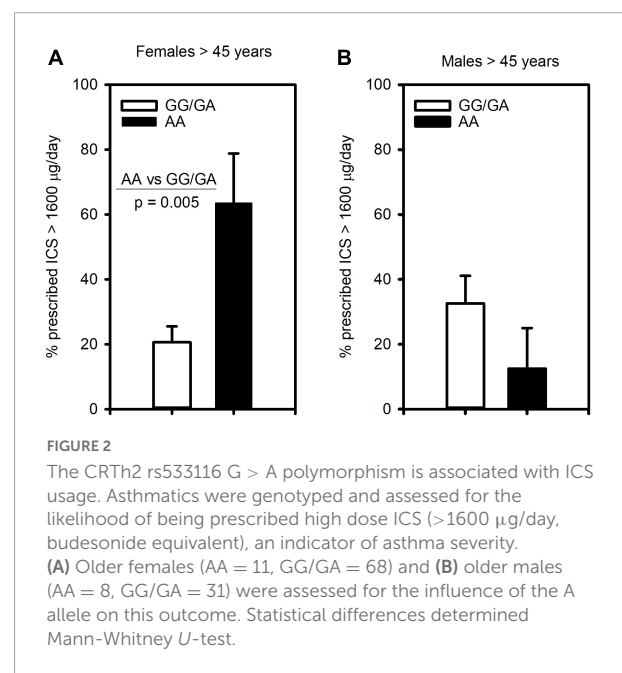 A
Females > 45 years
% prescribed ICS > 1600 µg/day
100
80
60
40
20
0
GG/GA
AA
AA vs GG/GA
p = 0.005
B
Males > 45 years
% prescribed ICS > 1600 µg/day
100
80
60
40
20
0
GG/GA
AA
FIGURE 2
The CRTh2 rs533116 G > A polymorphism is associated with ICS
usage. Asthmatics were genotyped and assessed for the
likelihood of being prescribed high dose ICS (>1600 µg/day,
budesonide equivalent), an indicator of asthma severity.
(A) Older females (AA = 11, GG/GA = 68) and (B) older males
(AA = 8, GG/GA = 31) were assessed for the influence of the A
allele on this outcome. Statistical differences determined
Mann-Whitney U-test.